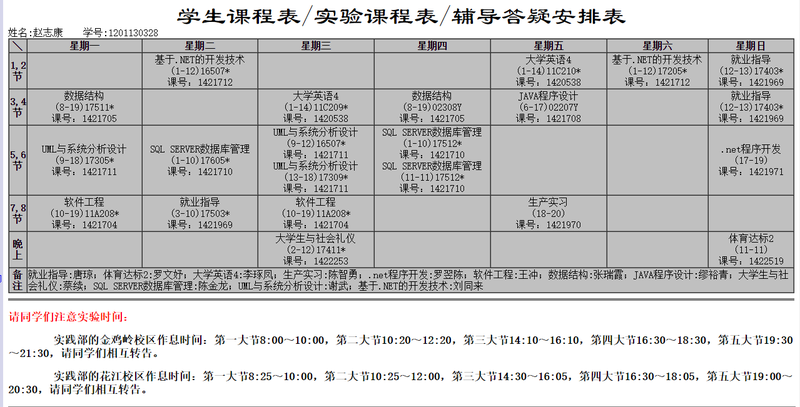 学生课程表/实验课程表/辅导答疑安排表
姓名:赵志康 学号:1201130328
\ 星期一 星期二 星期三 星期四 星期五 星期六 星期日
1,2节 基于.NET的开发技术 (1-12)16507* 课号: 1421712 大学英语4 (1-14)11C210* 课号: 1420538 基于.NET的开发技术 (1-12)17205* 课号: 1421712 就业指导 (12-13)17403* 课号: 1421969
3,4节 数据结构 (8-19)17511* 课号: 1421705 大学英语4 (1-14)11C209* 课号: 1420538 数据结构 (8-19)02308Y 课号: 1421705 JAVA程序设计 (6-17)02207Y 课号: 1421708 就业指导 (12-13)17403* 课号: 1421969
5,6节 UML与系统分析设计 (9-18)17305* 课号: 1421711 SQL SERVER数据库管理 (1-10)17605* 课号: 1421710 UML与系统分析设计 (9-12)16507* 课号: 1421711 UML与系统分析设计 (13-18)17309* 课号: 1421711 SQL SERVER数据库管理 (1-10)17512* 课号: 1421710 SQL SERVER数据库管理 (11-11)17512* 课号: 1421710 .net程序开发 (17-19) 课号: 1421971
7,8节 软件工程 (10-19)11A208* 课号: 1421704 就业指导 (3-10)17503* 课号: 1421969 软件工程 (10-19)11A208* 课号: 1421704 生产实习 (18-20) 课号: 1421970
晚上 大学生与社会礼仪 (2-12)17411* 课号: 1422253 体育达标2 (11-11) 课号: 1422519
备注 就业指导:唐琼; 体育达标2:罗文妤; 大学英语4:李琢凤; 生产实习:陈智勇; .net程序开发:罗翌陈; 软件工程:王冲; 数据结构:张瑞霞; JAVA程序设计:缪裕青; 大学生与社
会礼仪:蔡续; SQL SERVER数据库管理:陈金龙; UML与系统分析设计:谢武; 基于.NET的开发技术:刘同来
请同学们注意实验时间:
实践部的金鸡岭校区作息时间: 第一大节8:00～10:00, 第二大节10:20～12:20, 第三大节14:10～16:10, 第四大节16:30～18:30, 第五大节19:30
～21:30, 请同学们相互转告。
实践部的花江校区作息时间: 第一大节8:25～10:00, 第二大节10:25～12:00, 第三大节14:30～16:05, 第四大节16:30～18:05, 第五大节19:00～
20:30, 请同学们相互转告。